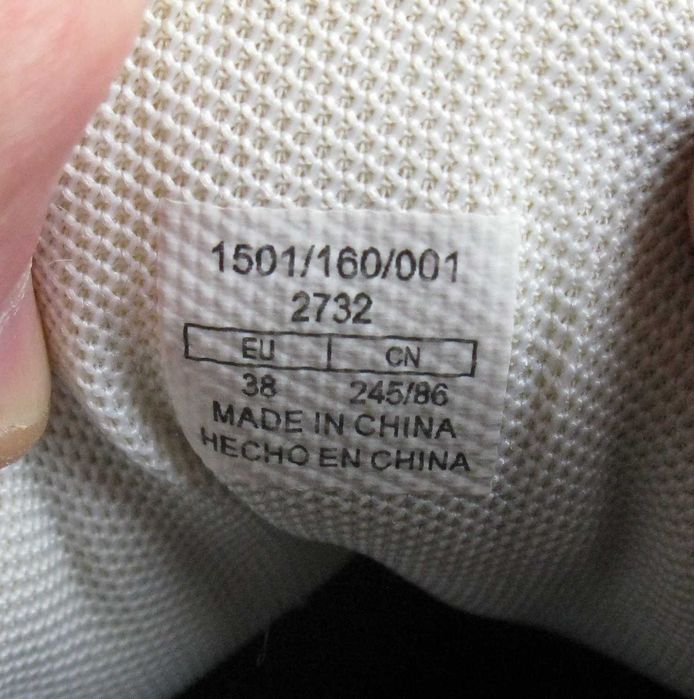 1501/160/001
2732
EU CN
38 245/86
MADE IN CHINA
HECHO EN CHINA